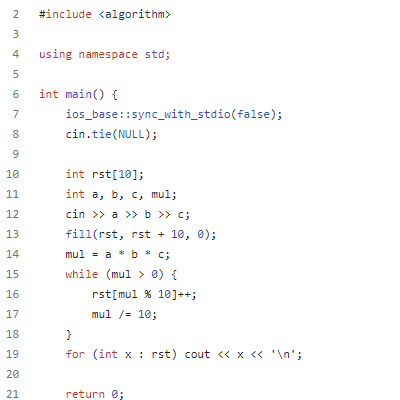 2 #include <algorithm>
3
4 using namespace std;
5
6 int main() {
7 ios_base::sync_with_stdio(false);
8 cin.tie(NULL);
9
10 int rst[10];
11 int a, b, c, mul;
12 cin >> a >> b >> c;
13 fill(rst, rst + 10, 0);
14 mul = a * b * c;
15 while (mul > 0) {
16 rst[mul % 10]++;
17 mul /= 10;
18 }
19 for (int x : rst) cout << x << '\n';
20
21 return 0;